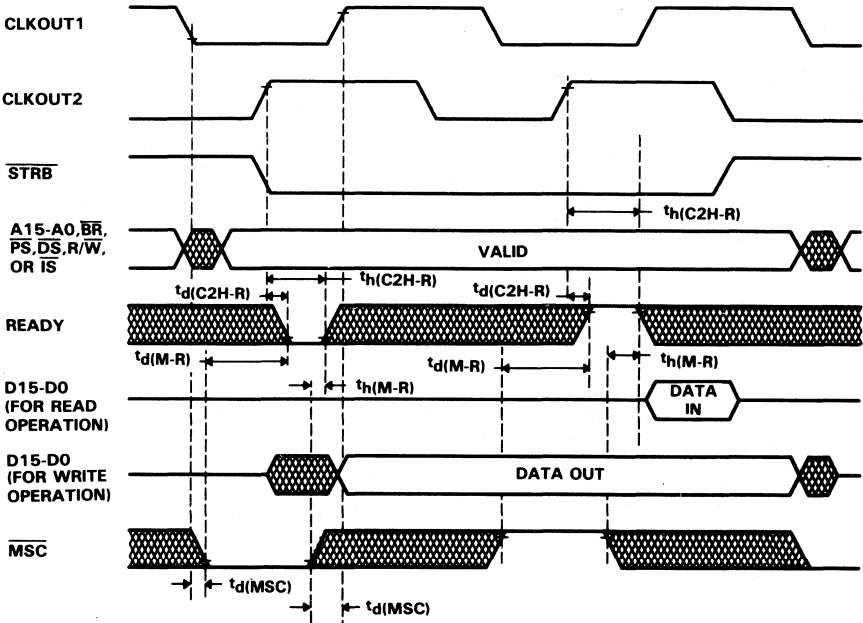 CLKOUT1
CLKOUT2
STRB
th(C2H-R)
A15-A0,BR,
PS,DS,R/W,
OR IS
VALID
th(C2H-R)
td(C2H-R)
td(C2H-R)
READY
td(M-R)
td(M-R)
th(M-R)
th(M-R)
D15-D0
(FOR READ
OPERATION)
DATA
IN
D15-D0
(FOR WRITE
OPERATION)
DATA OUT
MSC
td(MSC)
td(MSC)